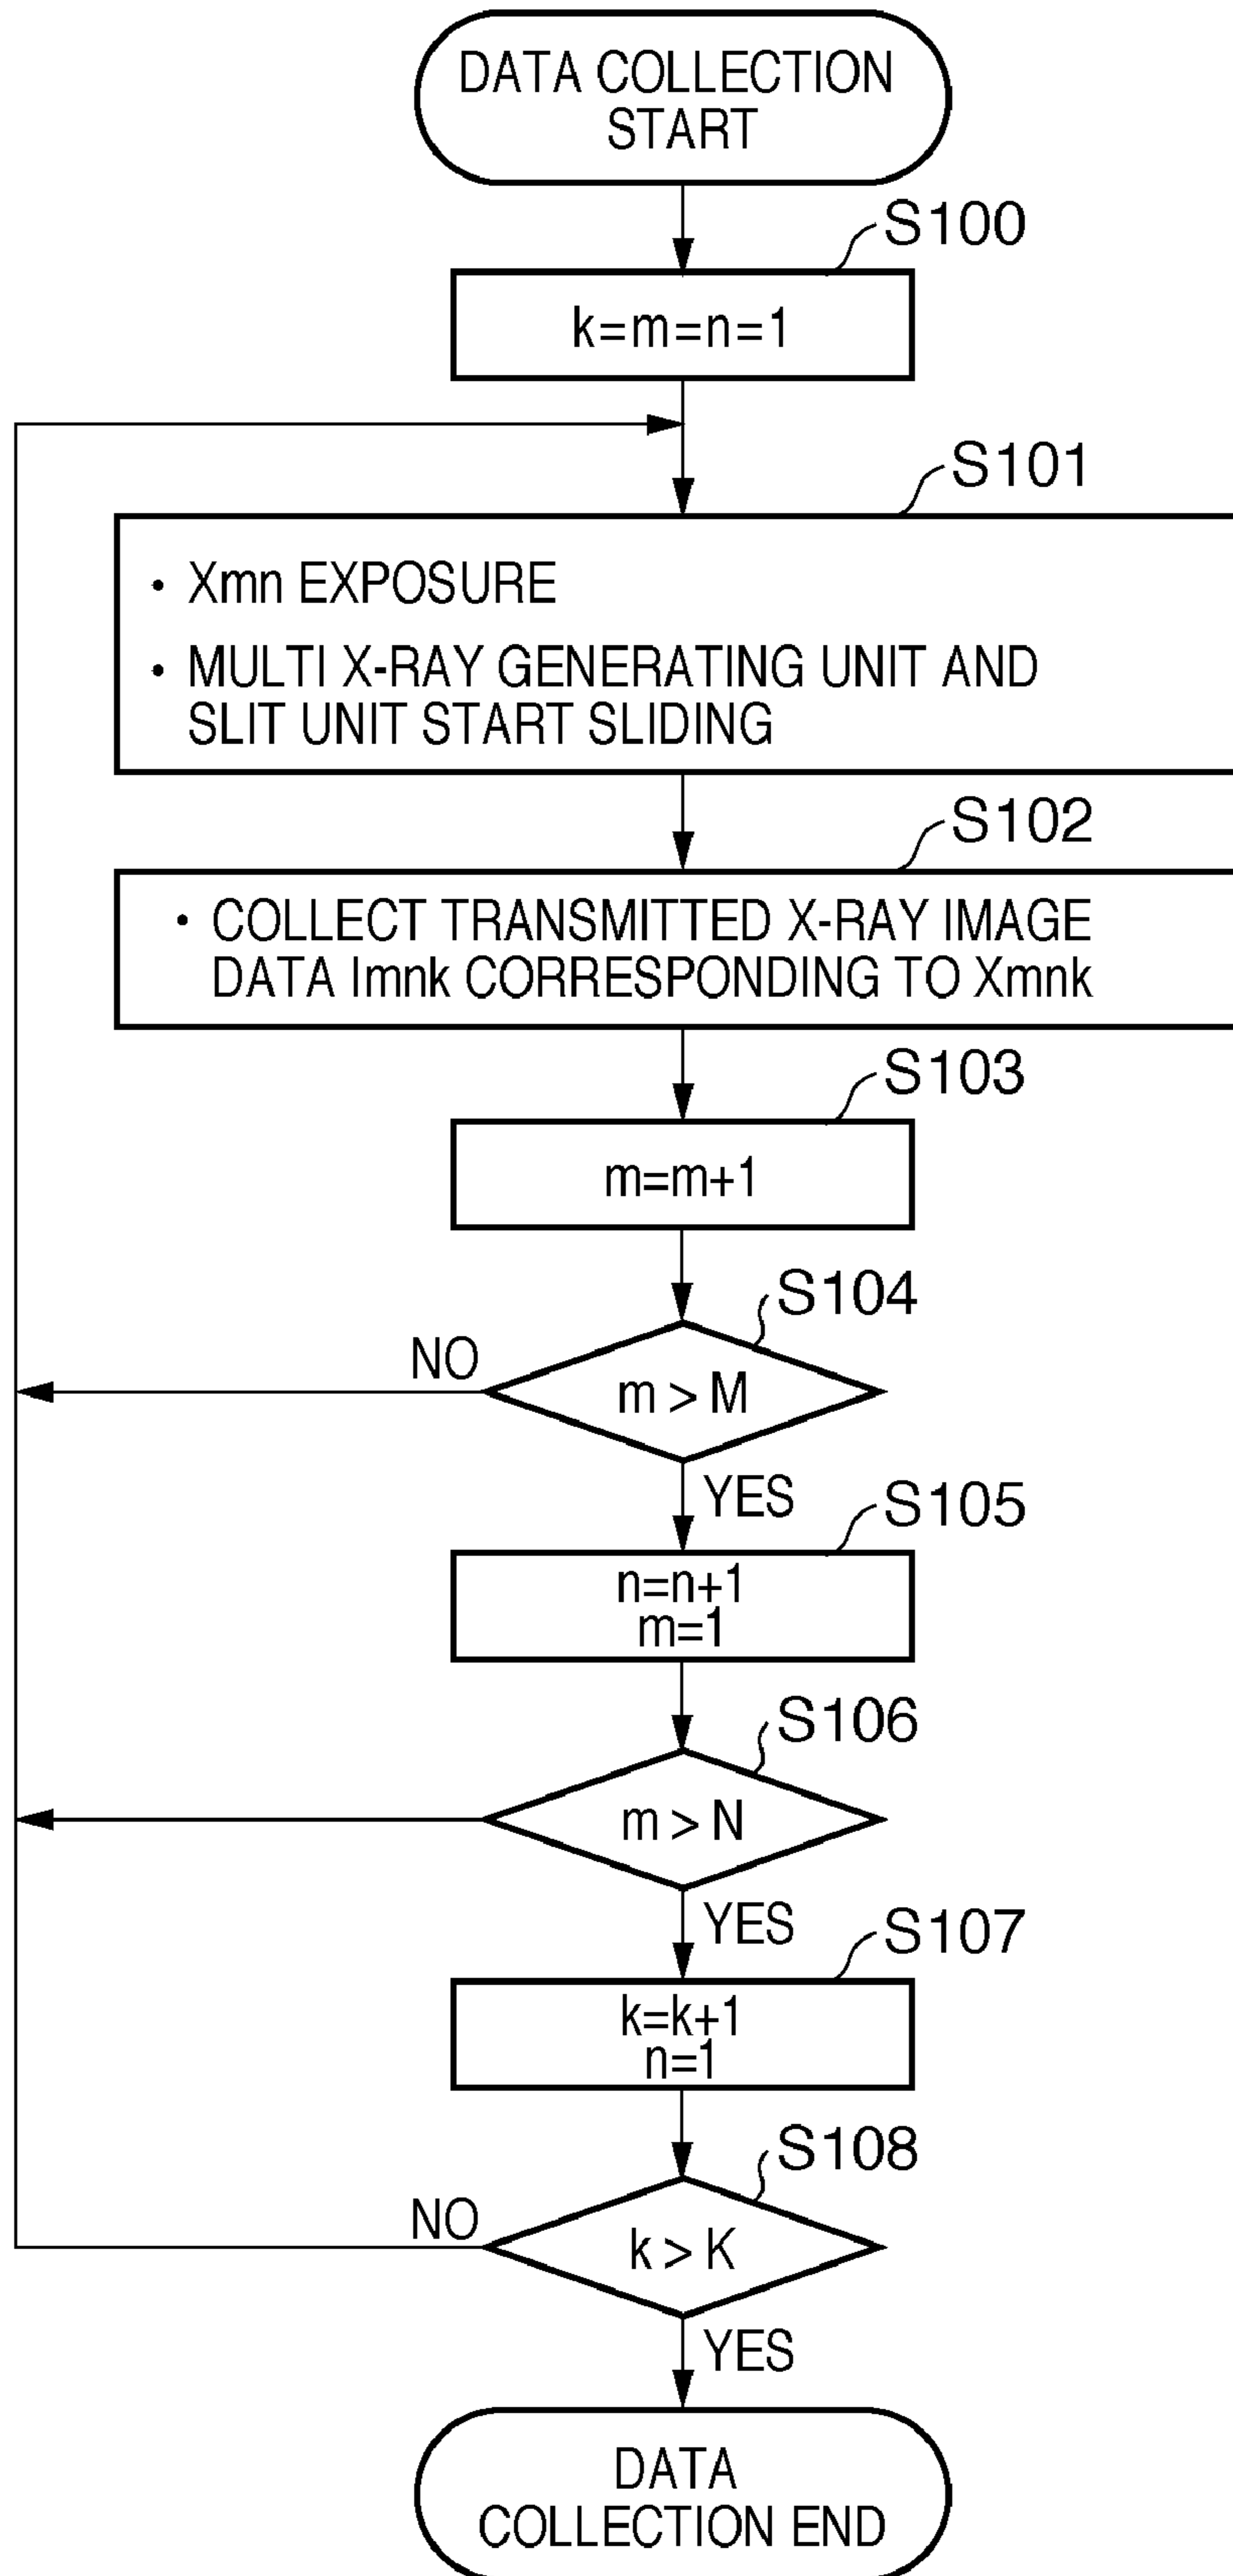 DATA COLLECTION
START
S100
k=m=n=1
S101
• Xmn EXPOSURE
• MULTI X-RAY GENERATING UNIT AND
SLIT UNIT START SLIDING
S102
• COLLECT TRANSMITTED X-RAY IMAGE
DATA Imnk CORRESPONDING TO Xmnk
S103
m=m+1
S104
NO
m > M
YES
S105
n=n+1
m=1
S106
m > N
YES
S107
k=k+1
n=1
S108
NO
k > K
YES
DATA
COLLECTION END